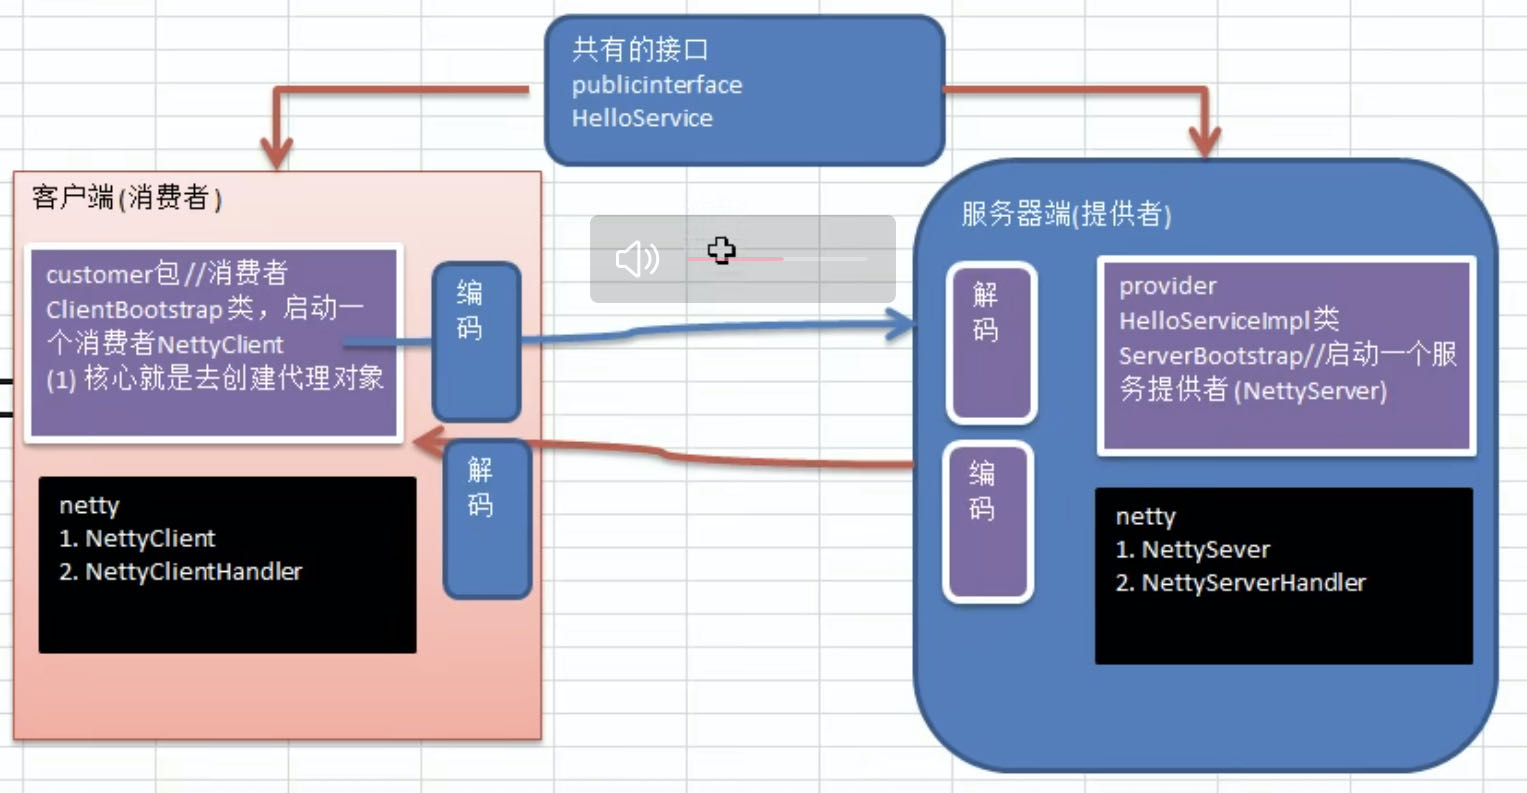 共有的接口
publicinterface
HelloService
客户端(消费者)
customer包//消费者
ClientBootstrap类，启动一
个消费者NettyClient
(1) 核心就是去创建代理对象
编
码
解
码
netty
1. NettyClient
2. NettyClientHandler
服务器端(提供者)
解
码
编
码
provider
HelloServiceImpl类
ServerBootstrap//启动一个服
务提供者(NettyServer)
netty
1. NettySever
2. NettyServerHandler